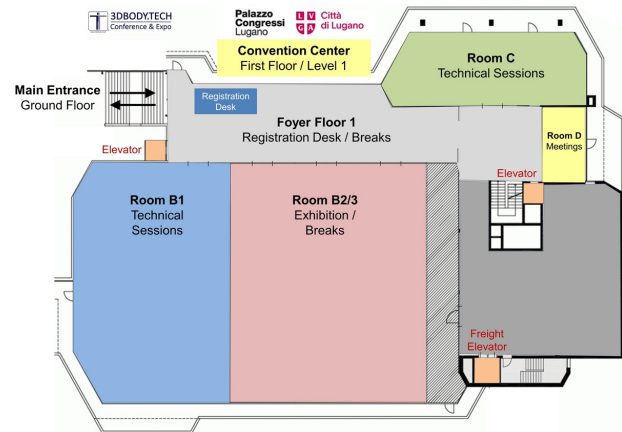 3DBODY.TECH
Conference & Expo
Palazzo
Congressi
Lugano
LV
GA
Città
di Lugano
Convention Center
First Floor / Level 1
Room C
Technical Sessions
Main Entrance
Ground Floor
Registration
Desk
Foyer Floor 1
Registration Desk / Breaks
Room D
Meetings
Elevator
Elevator
Room B1
Technical
Sessions
Room B2/3
Exhibition /
Breaks
Freight
Elevator